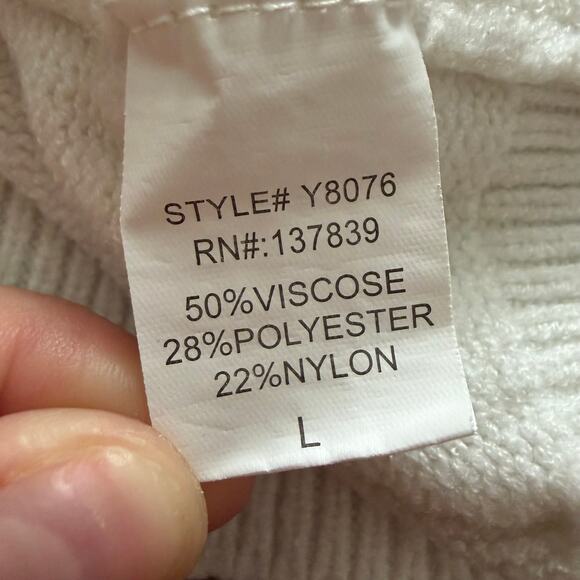 STYLE# Y8076
RN#:137839
50%VISCOSE
28%POLYESTER
22%NYLON
L